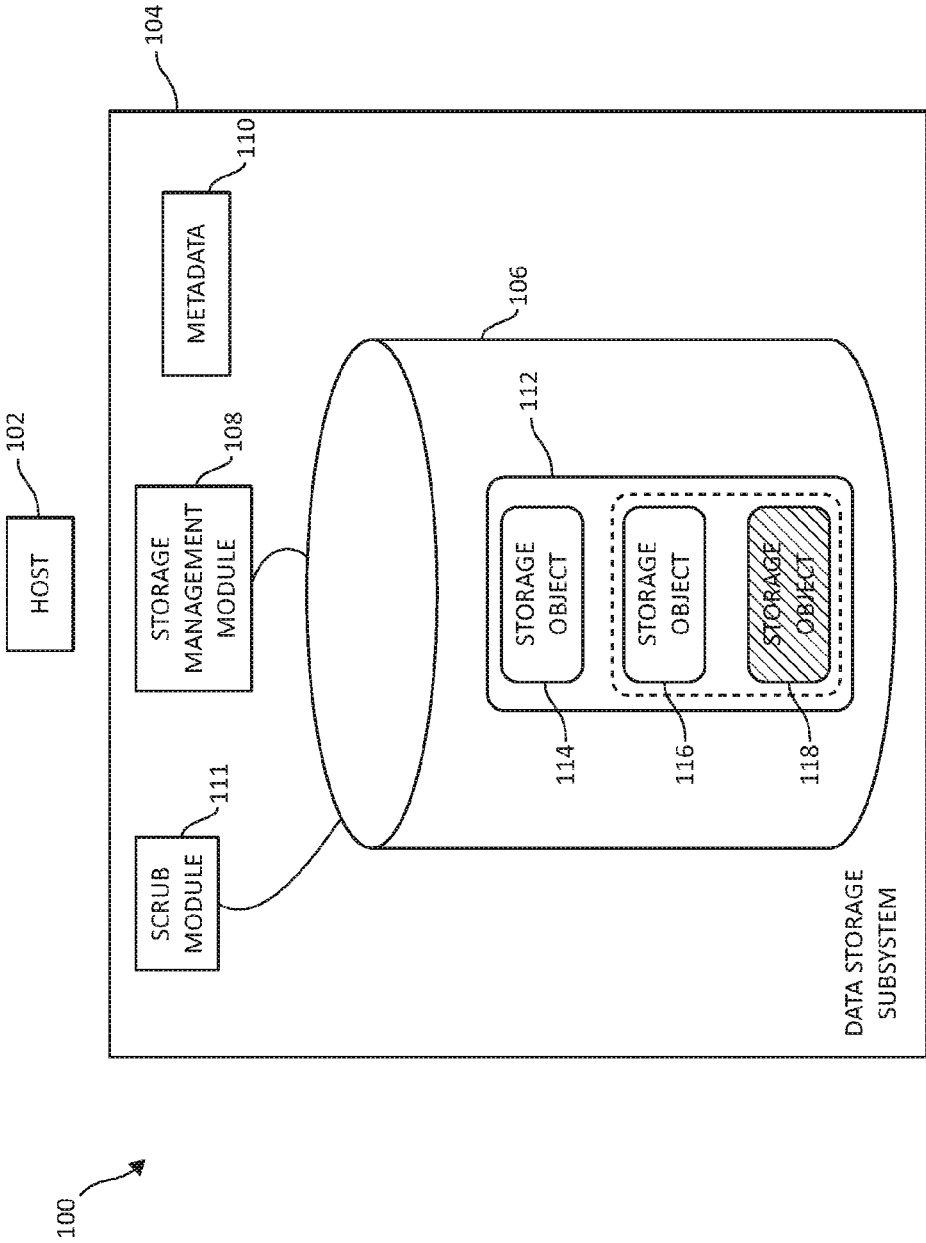 100
HOST
102
104
SCRUB
MODULE
111
STORAGE
MANAGEMENT
MODULE
108
METADATA
110
106
112
STORAGE
OBJECT
114
STORAGE
OBJECT
116
STORAGE
OBJECT
118
DATA STORAGE
SUBSYSTEM